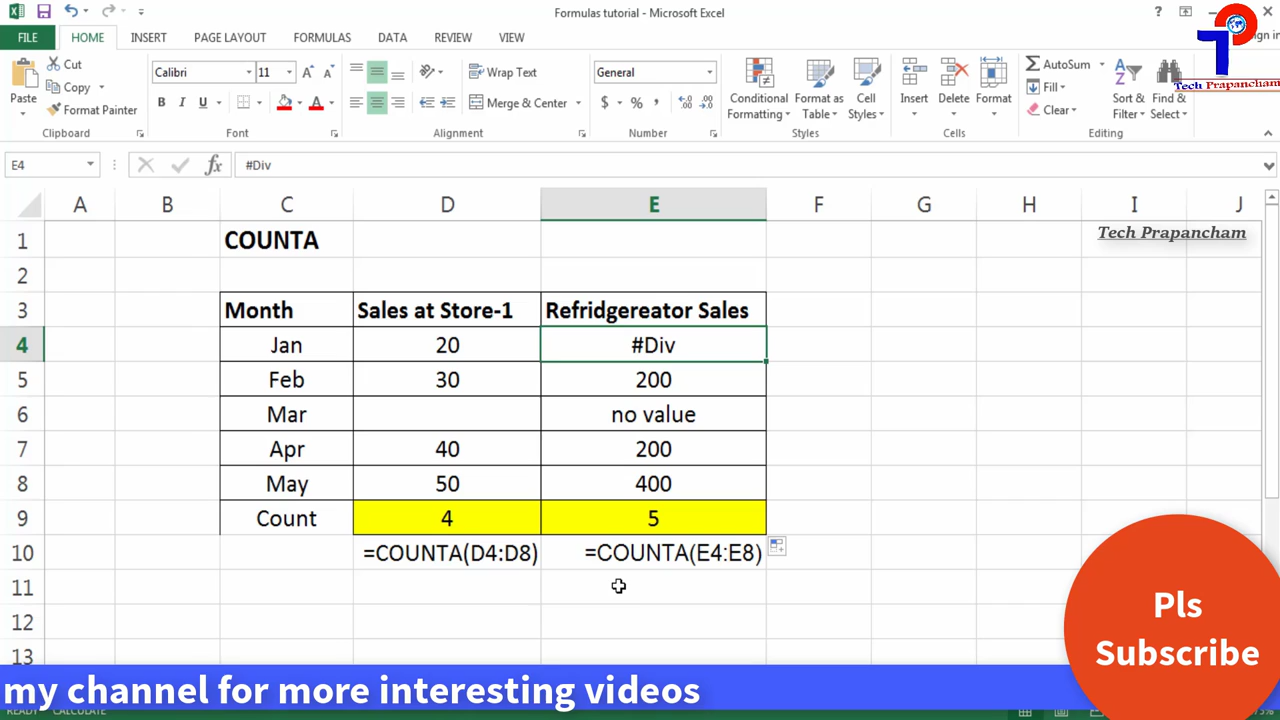 Formulas tutorial - Microsoft Excel
FILE HOME INSERT PAGE LAYOUT FORMULAS DATA REVIEW VIEW
Tech Prapancham
Paste Cut Copy Format Painter
Calibri 11
B I U
Wrap Text
Merge & Center
General
$ % ,
Conditional Formatting
Format as Table
Cell Styles
Insert Delete Format
AutoSum
Fill
Clear
Sort & Filter
Find & Select
Clipboard Font Alignment Number Styles Cells Editing
E4 fx #Div
A B C D E F G H I J
1 COUNTA
Tech Prapancham
2
3 Month Sales at Store-1 Refridgereator Sales
4 Jan 20 #Div
5 Feb 30 200
6 Mar no value
7 Apr 40 200
8 May 50 400
9 Count 4 5
10 =COUNTA(D4:D8) =COUNTA(E4:E8)
11
12
13
Pls
Subscribe
my channel for more interesting videos